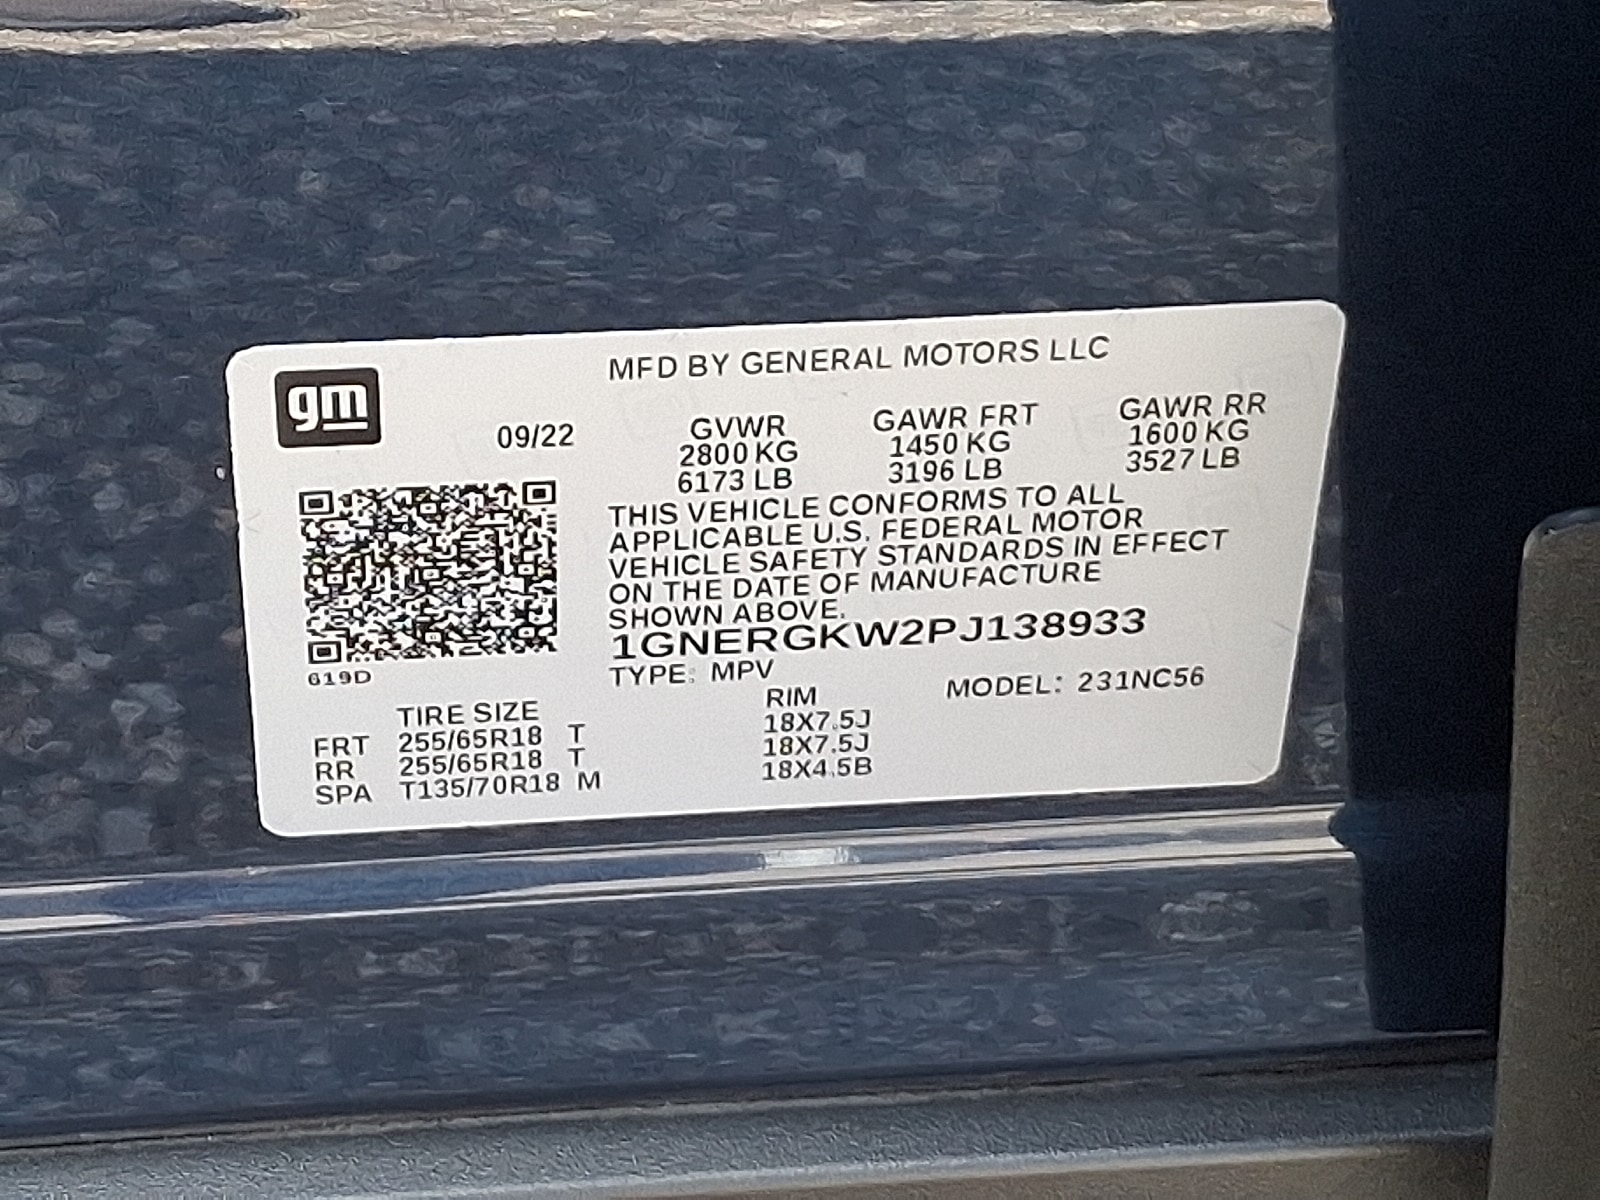 gm
MFD BY GENERAL MOTORS LLC
09/22 GVWR GAWR FRT GAWR RR
2800 KG 1450 KG 1600 KG
6173 LB 3196 LB 3527 LB
THIS VEHICLE CONFORMS TO ALL
APPLICABLE U.S. FEDERAL MOTOR
VEHICLE SAFETY STANDARDS IN EFFECT
ON THE DATE OF MANUFACTURE
SHOWN ABOVE.
1GNERGKW2PJ138933
619D
TYPE: MPV MODEL: 231NC56
TIRE SIZE RIM
FRT 255/65R18 T 18X7.5J
RR 255/65R18 T 18X7.5J
SPA T135/70R18 M 18X4.5B